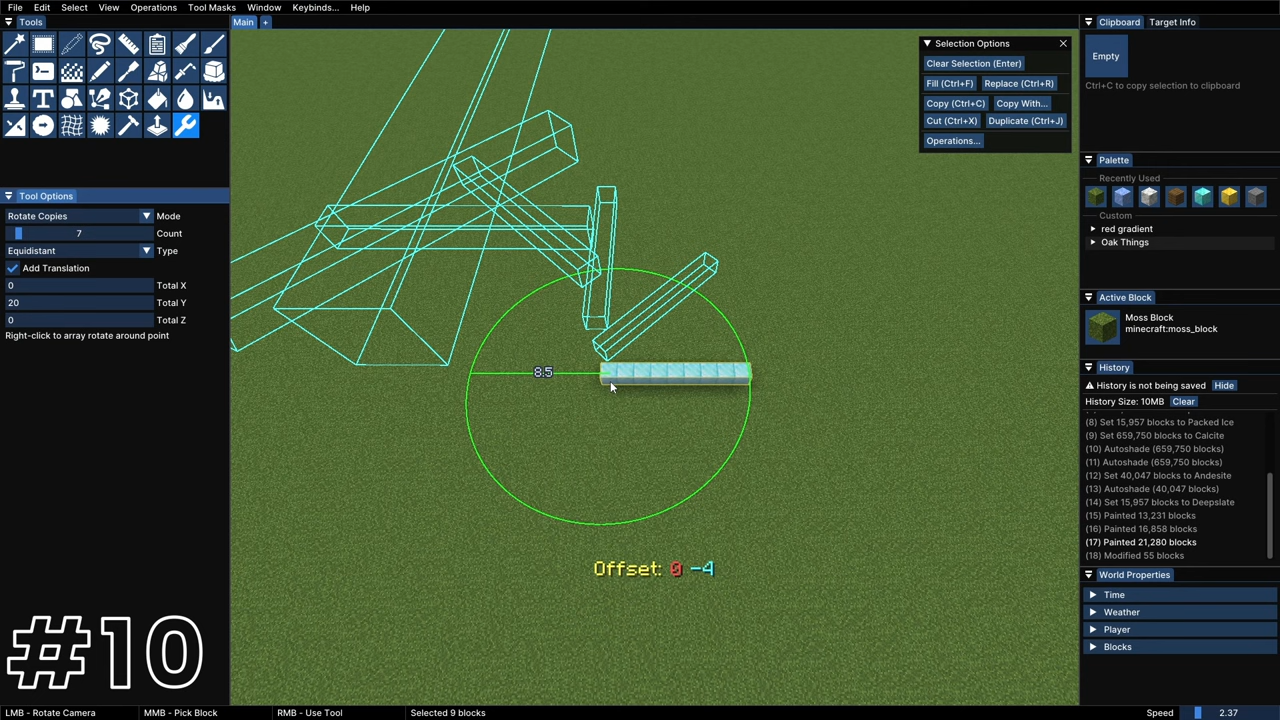 File Edit Select View Operations Tool Masks Window Keybinds... Help
Tools
Main +
Tool Options
Rotate Copies Mode
7 Count
Equidistant Type
Add Translation
0 Total X
20 Total Y
0 Total Z
Right-click to array rotate around point
8.5
Offset: 0 -4
#10
Selection Options
Clear Selection (Enter)
Fill (Ctrl+F) Replace (Ctrl+R)
Copy (Ctrl+C) Copy With...
Cut (Ctrl+X) Duplicate (Ctrl+J)
Operations...
Clipboard Target Info
Empty
Ctrl+C to copy selection to clipboard
Palette
Recently Used
Custom
red gradient
Oak Things
Active Block
Moss Block
minecraft:moss_block
History
History is not being saved Hide
History Size: 10MB Clear
(8) Set 15,957 blocks to Packed Ice
(9) Set 659,750 blocks to Calcite
(10) Autoshade (659,750 blocks)
(11) Autoshade (659,750 blocks)
(12) Set 40,047 blocks to Andesite
(13) Autoshade (40,047 blocks)
(14) Set 15,957 blocks to Deepslate
(15) Painted 13,231 blocks
(16) Painted 16,858 blocks
(17) Painted 21,280 blocks
(18) Modified 55 blocks
World Properties
Time
Weather
Player
Blocks
LMB - Rotate Camera MMB - Pick Block RMB - Use Tool Selected 9 blocks Speed 2.37